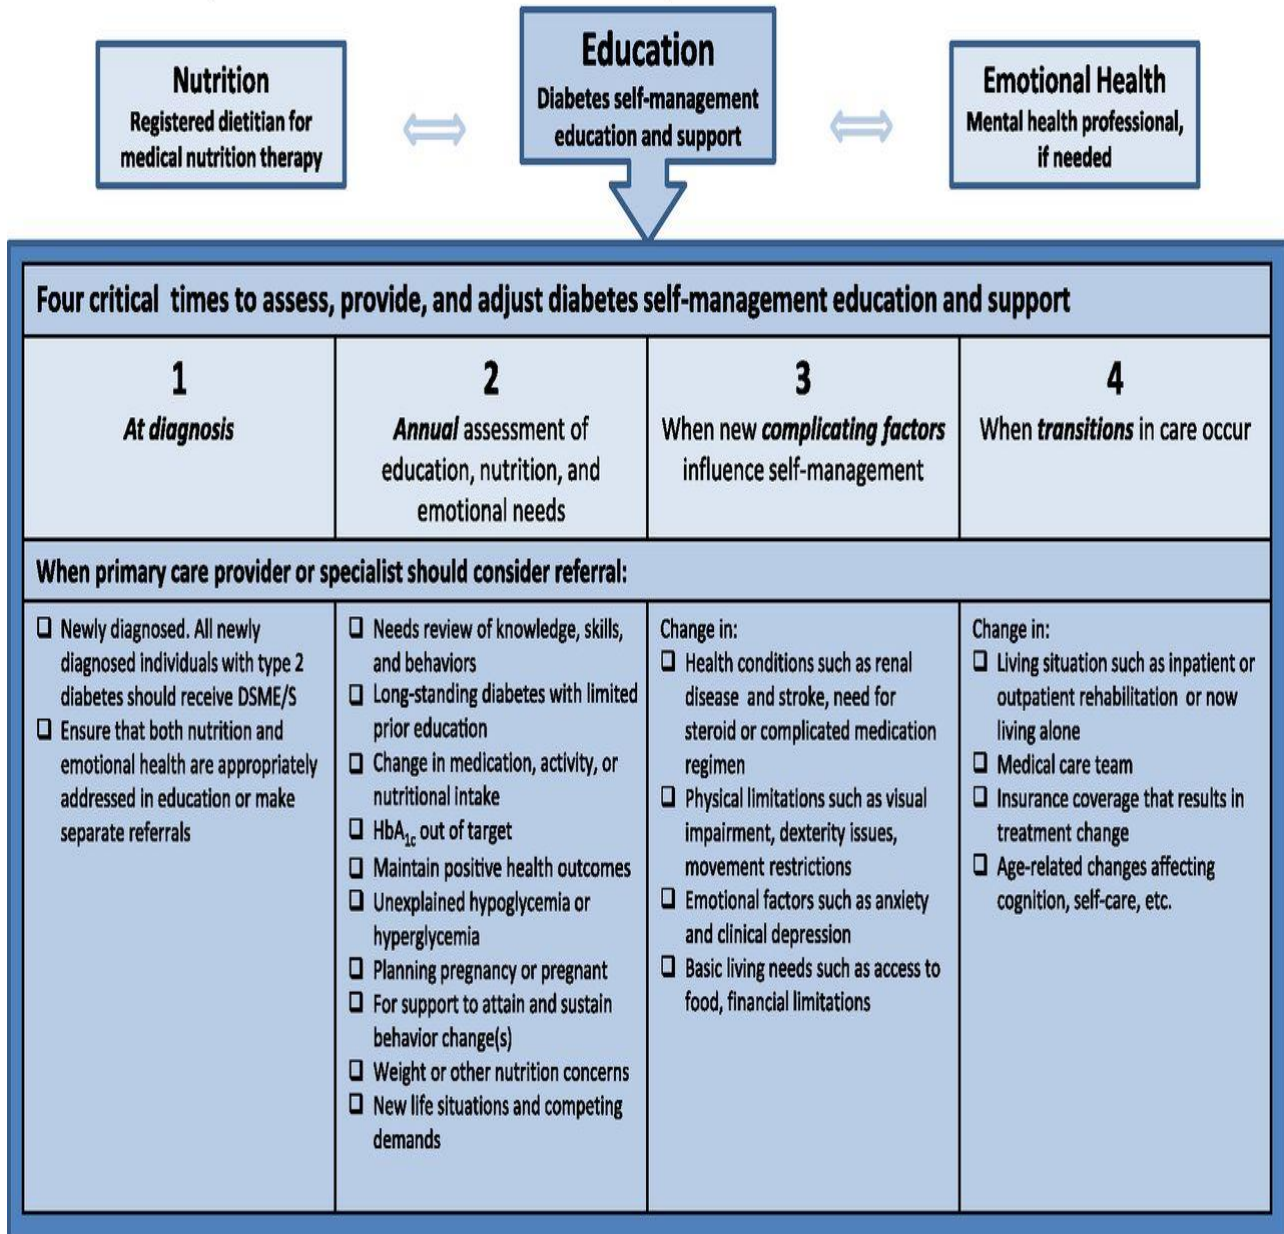 Nutrition
Registered dietitian for
medical nutrition therapy
Education
Diabetes self-management
education and support
Emotional Health
Mental health professional,
if needed
Four critical times to assess, provide, and adjust diabetes self-management education and support
1
At diagnosis
2
Annual assessment of
education, nutrition, and
emotional needs
3
When new complicating factors
influence self-management
4
When transitions in care occur
When primary care provider or specialist should consider referral:
❑ Newly diagnosed. All newly
diagnosed individuals with type 2
diabetes should receive DSME/S
❑ Ensure that both nutrition and
emotional health are appropriately
addressed in education or make
separate referrals
❑ Needs review of knowledge, skills,
and behaviors
❑ Long-standing diabetes with limited
prior education
❑ Change in medication, activity, or
nutritional intake
❑ HbA1c out of target
❑ Maintain positive health outcomes
❑ Unexplained hypoglycemia or
hyperglycemia
❑ Planning pregnancy or pregnant
❑ For support to attain and sustain
behavior change(s)
❑ Weight or other nutrition concerns
❑ New life situations and competing
demands
Change in:
❑ Health conditions such as renal
disease and stroke, need for
steroid or complicated medication
regimen
❑ Physical limitations such as visual
impairment, dexterity issues,
movement restrictions
❑ Emotional factors such as anxiety
and clinical depression
❑ Basic living needs such as access to
food, financial limitations
Change in:
❑ Living situation such as inpatient or
outpatient rehabilitation or now
living alone
❑ Medical care team
❑ Insurance coverage that results in
treatment change
❑ Age-related changes affecting
cognition, self-care, etc.